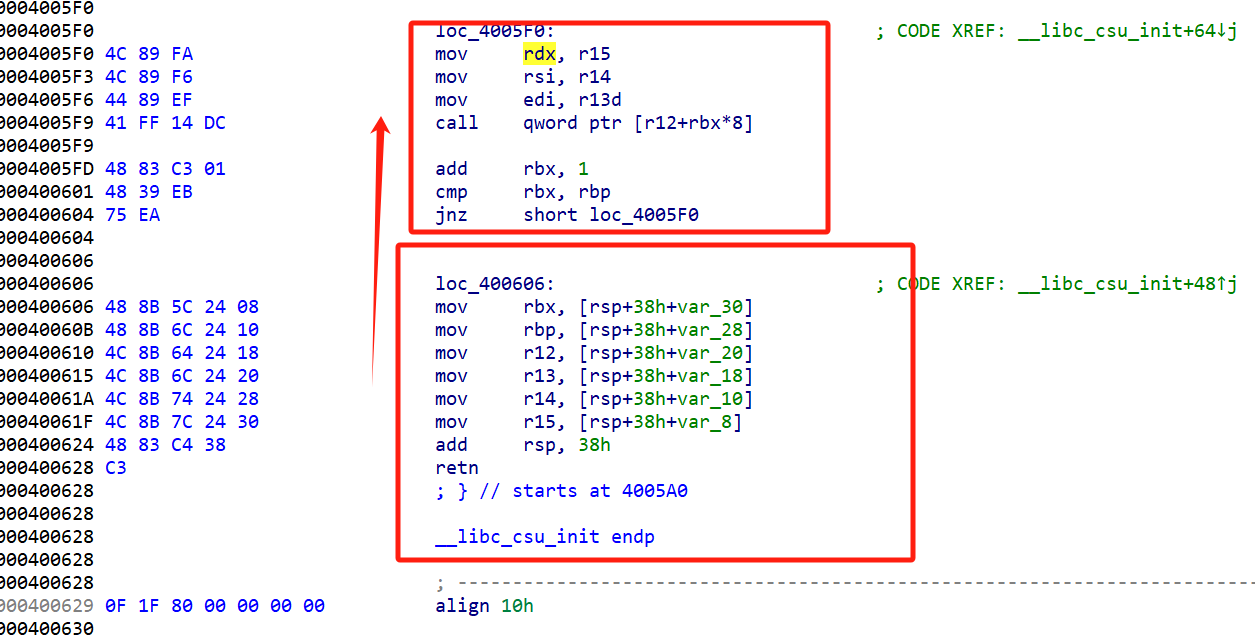 0004005F0
0004005F0 loc_4005F0: ; CODE XREF: __libc_csu_init+64↓j
0004005F0 4C 89 FA mov rdx, r15
0004005F3 4C 89 F6 mov rsi, r14
0004005F6 44 89 EF mov edi, r13d
0004005F9 41 FF 14 DC call qword ptr [r12+rbx*8]
0004005F9
0004005FD 48 83 C3 01 add rbx, 1
000400601 48 39 EB cmp rbx, rbp
000400604 75 EA jnz short loc_4005F0
000400604
000400606
000400606 loc_400606: ; CODE XREF: __libc_csu_init+48↑j
000400606 48 8B 5C 24 08 mov rbx, [rsp+38h+var_30]
00040060B 48 8B 6C 24 10 mov rbp, [rsp+38h+var_28]
000400610 4C 8B 64 24 18 mov r12, [rsp+38h+var_20]
000400615 4C 8B 6C 24 20 mov r13, [rsp+38h+var_18]
00040061A 4C 8B 74 24 28 mov r14, [rsp+38h+var_10]
00040061F 4C 8B 7C 24 30 mov r15, [rsp+38h+var_8]
000400624 48 83 C4 38 add rsp, 38h
000400628 C3 retn
000400628 ; } // starts at 4005A0
000400628
000400628 __libc_csu_init endp
000400628
000400628 ; ---------------------------------------------------------------------------
000400629 0F 1F 80 00 00 00 00 align 10h
000400630